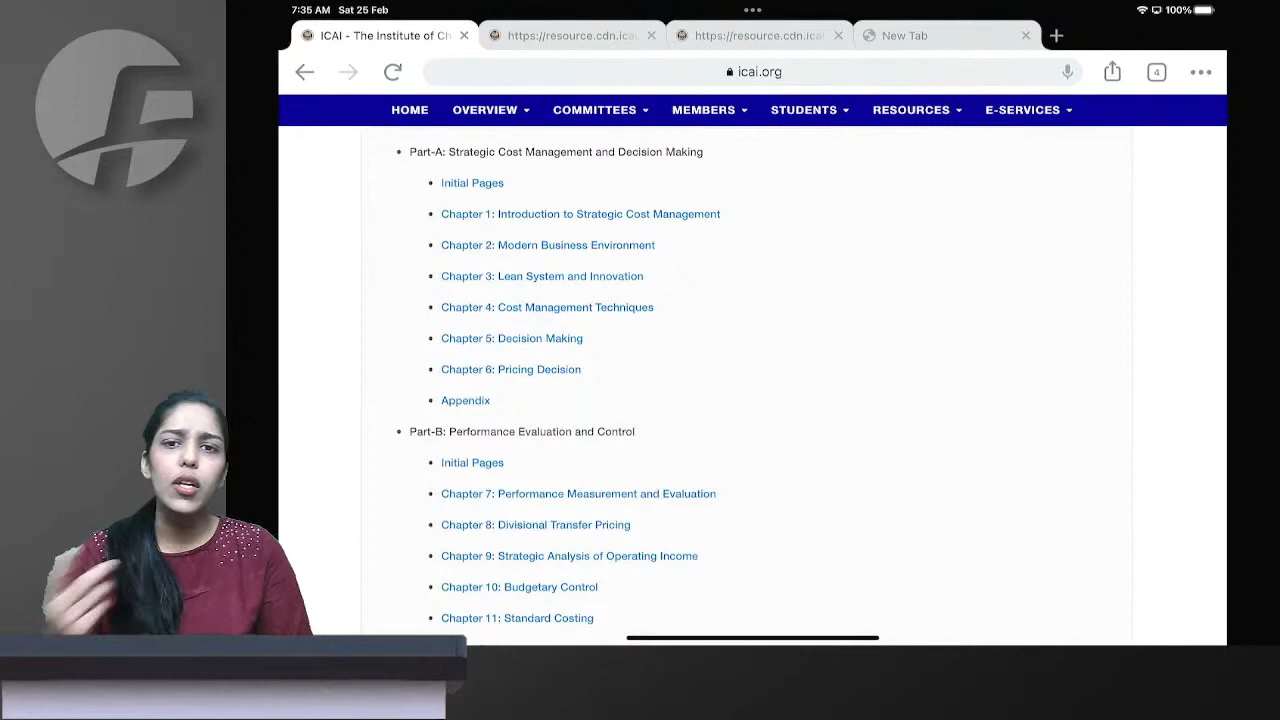 7:35 AM Sat 25 Feb
100%
ICAI - The Institute of Ch
https://resource.cdn.icai.
https://resource.cdn.icai.
New Tab
icai.org
4
HOME OVERVIEW COMMITTEES MEMBERS STUDENTS RESOURCES E-SERVICES
Part-A: Strategic Cost Management and Decision Making
Initial Pages
Chapter 1: Introduction to Strategic Cost Management
Chapter 2: Modern Business Environment
Chapter 3: Lean System and Innovation
Chapter 4: Cost Management Techniques
Chapter 5: Decision Making
Chapter 6: Pricing Decision
Appendix
Part-B: Performance Evaluation and Control
Initial Pages
Chapter 7: Performance Measurement and Evaluation
Chapter 8: Divisional Transfer Pricing
Chapter 9: Strategic Analysis of Operating Income
Chapter 10: Budgetary Control
Chapter 11: Standard Costing